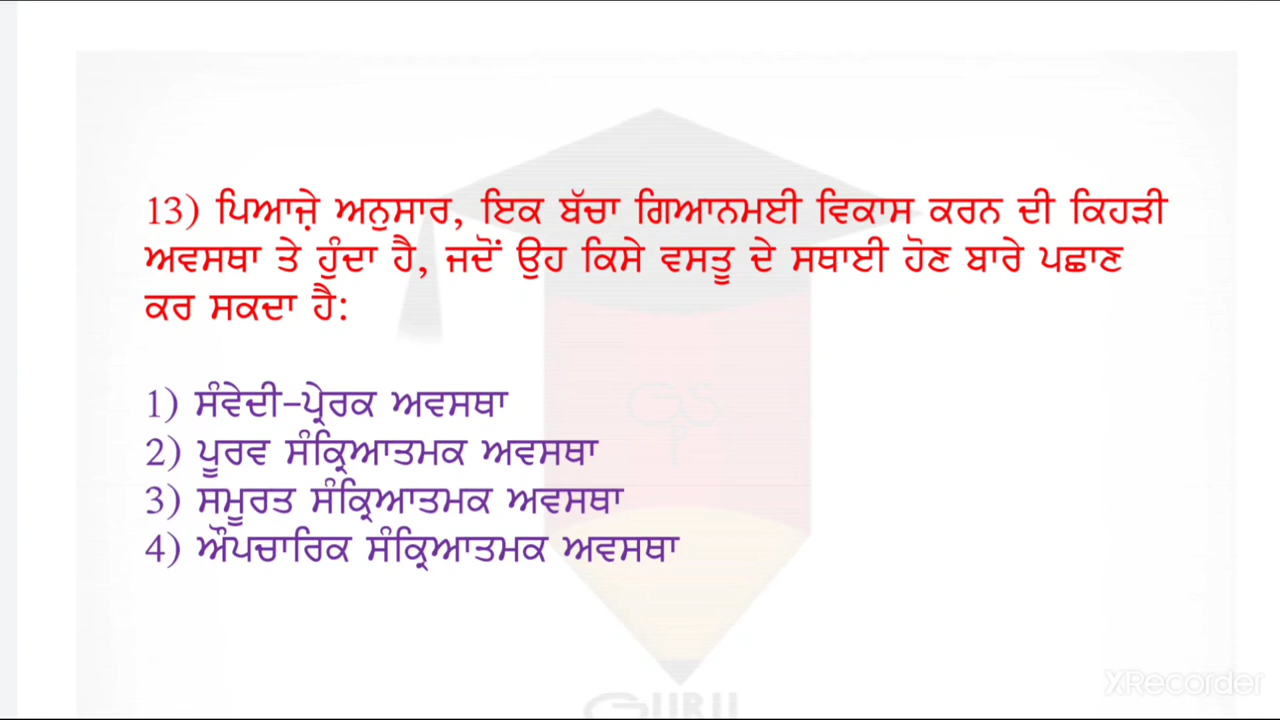 13) ਪਿਆਜ਼ੇ ਅਨੁਸਾਰ, ਇਕ ਬੱਚਾ ਗਿਆਨਮਈ ਵਿਕਾਸ ਕਰਨ ਦੀ ਕਿਹੜੀ
ਅਵਸਥਾ ਤੇ ਹੁੰਦਾ ਹੈ, ਜਦੋਂ ਉਹ ਕਿਸੇ ਵਸਤੂ ਦੇ ਸਥਾਈ ਹੋਣ ਬਾਰੇ ਪਛਾਣ
ਕਰ ਸਕਦਾ ਹੈ:
1) ਸੰਵੇਦੀ-ਪ੍ਰੇਰਕ ਅਵਸਥਾ
2) ਪੂਰਵ ਸੰਕ੍ਰਿਆਤਮਕ ਅਵਸਥਾ
3) ਸਮੂਰਤ ਸੰਕ੍ਰਿਆਤਮਕ ਅਵਸਥਾ
4) ਔਪਚਾਰਿਕ ਸੰਕ੍ਰਿਆਤਮਕ ਅਵਸਥਾ
GURU
XRecorder